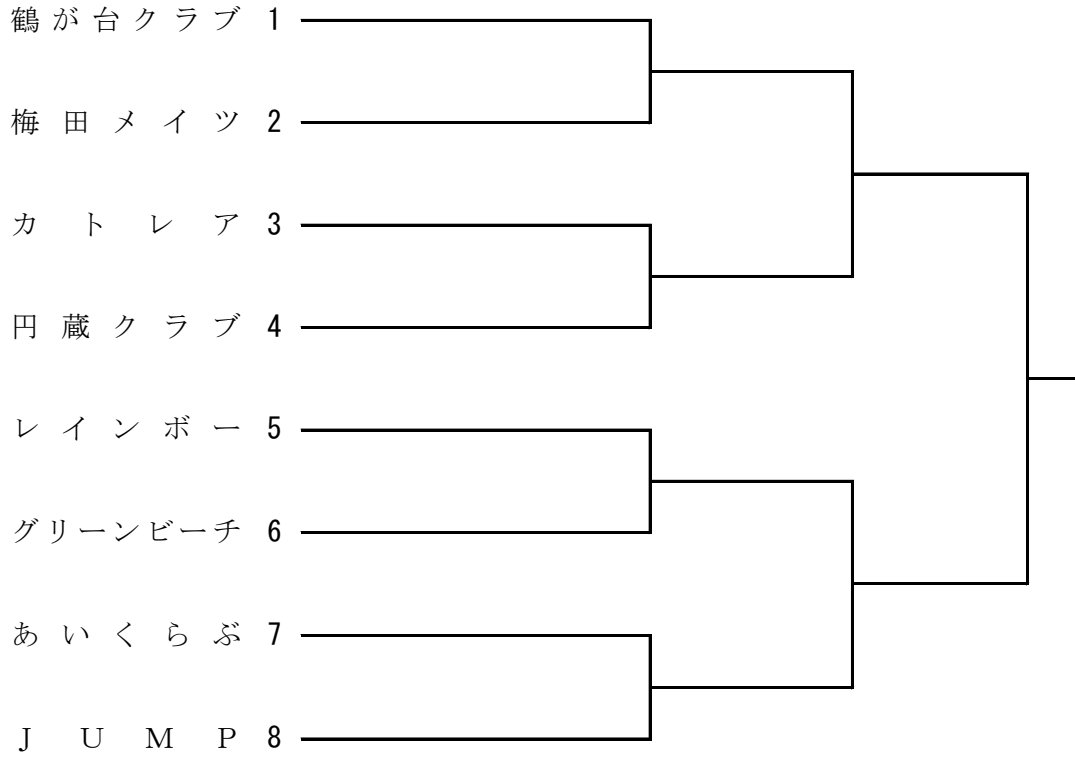 鶴が台クラブ 1
梅田メイツ 2
カトレア 3
円蔵クラブ 4
レインボー 5
グリーンビーチ 6
あいくらぶ 7
ＪＵＭＰ 8